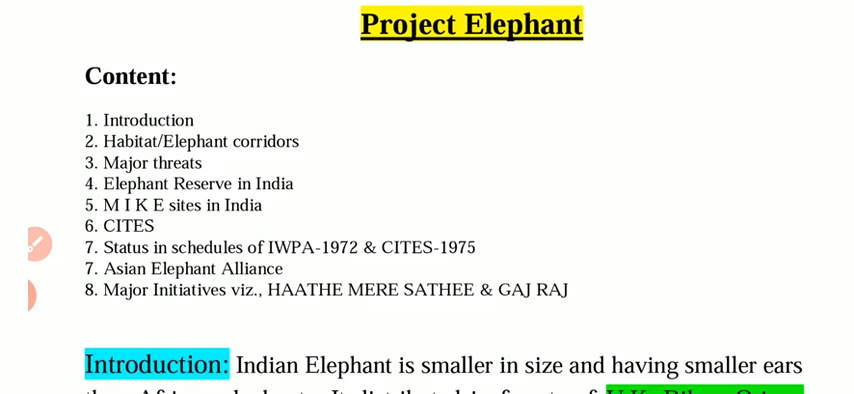 Project Elephant
Content:
1. Introduction
2. Habitat/Elephant corridors
3. Major threats
4. Elephant Reserve in India
5. M I K E sites in India
6. CITES
7. Status in schedules of IWPA-1972 & CITES-1975
7. Asian Elephant Alliance
8. Major Initiatives viz., HAATHE MERE SATHEE & GAJ RAJ
Introduction: Indian Elephant is smaller in size and having smaller ears